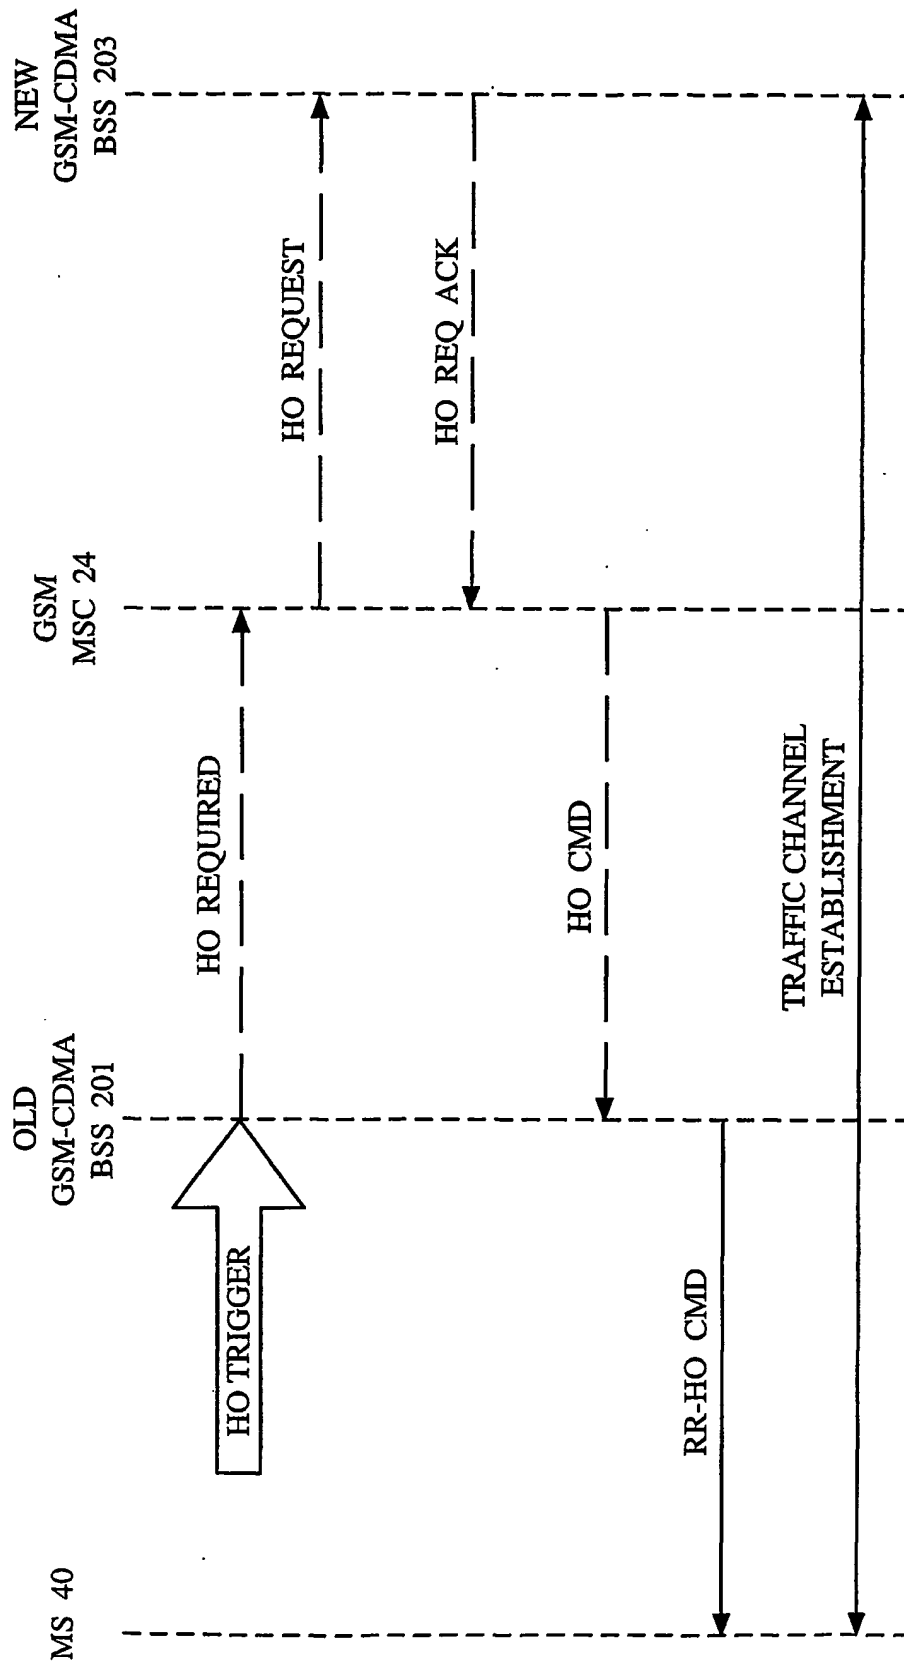 MS 40
OLD
GSM-CDMA
BSS 201
GSM
MSC 24
NEW
GSM-CDMA
BSS 203
HO TRIGGER
HO REQUIRED
HO REQUEST
HO REQ ACK
HO CMD
RR-HO CMD
TRAFFIC CHANNEL
ESTABLISHMENT